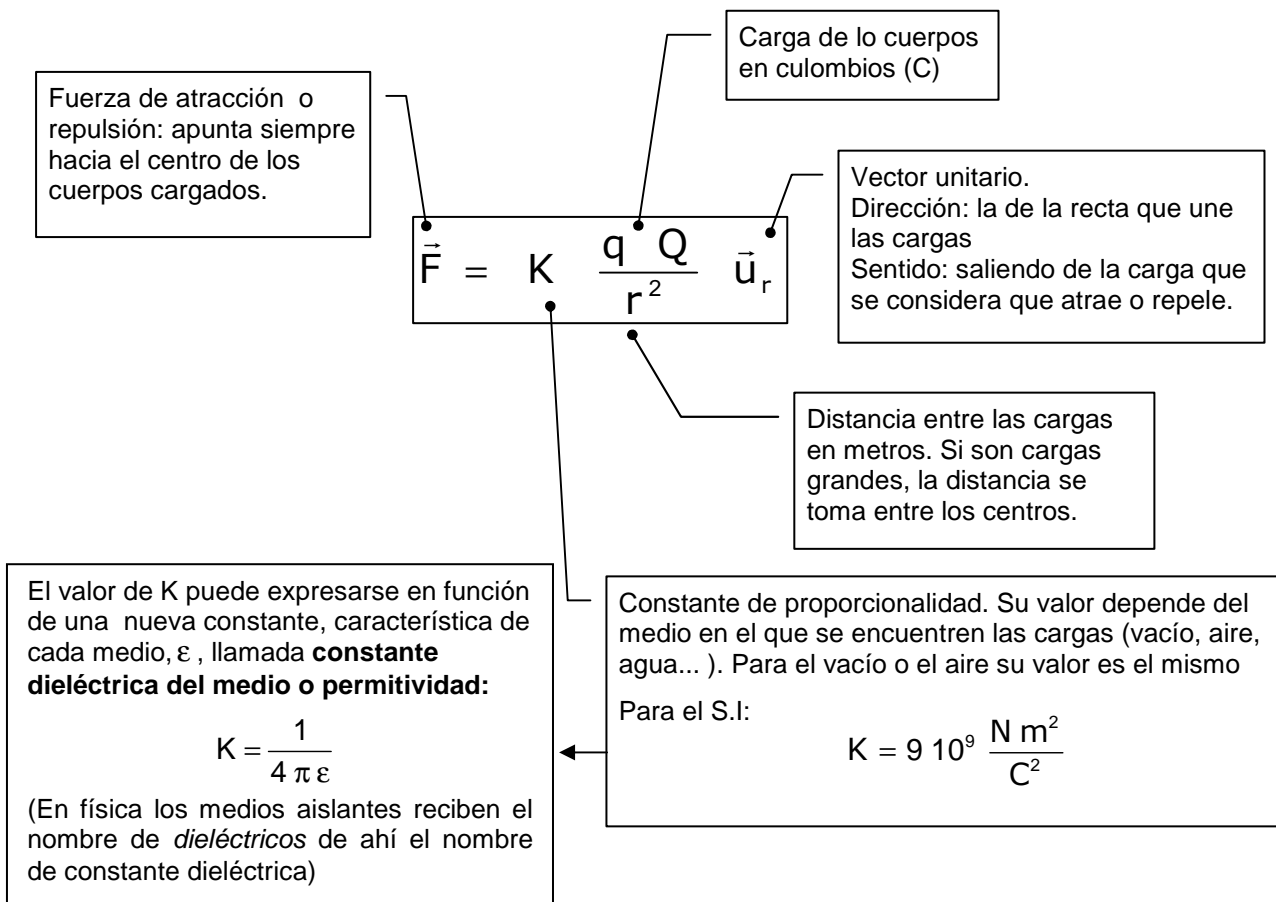 Carga de lo cuerpos
en culombios (C)
Fuerza de atracción o
repulsión: apunta siempre
hacia el centro de los
cuerpos cargados.
Vector unitario.
Dirección: la de la recta que une
las cargas
Sentido: saliendo de la carga que
se considera que atrae o repele.
F⃗ = K q Q / r² u⃗ᵣ
Distancia entre las cargas
en metros. Si son cargas
grandes, la distancia se
toma entre los centros.
El valor de K puede expresarse en función
de una nueva constante, característica de
cada medio, ε , llamada constante
dieléctrica del medio o permitividad:
K = 1 / 4 π ε
(En física los medios aislantes reciben el
nombre de dieléctricos de ahí el nombre
de constante dieléctrica)
Constante de proporcionalidad. Su valor depende del
medio en el que se encuentren las cargas (vacío, aire,
agua... ). Para el vacío o el aire su valor es el mismo
Para el S.I:
K = 9 10⁹ N m² / C²